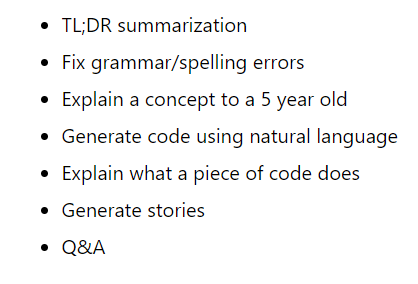 • TL;DR summarization
• Fix grammar/spelling errors
• Explain a concept to a 5 year old
• Generate code using natural language
• Explain what a piece of code does
• Generate stories
• Q&A